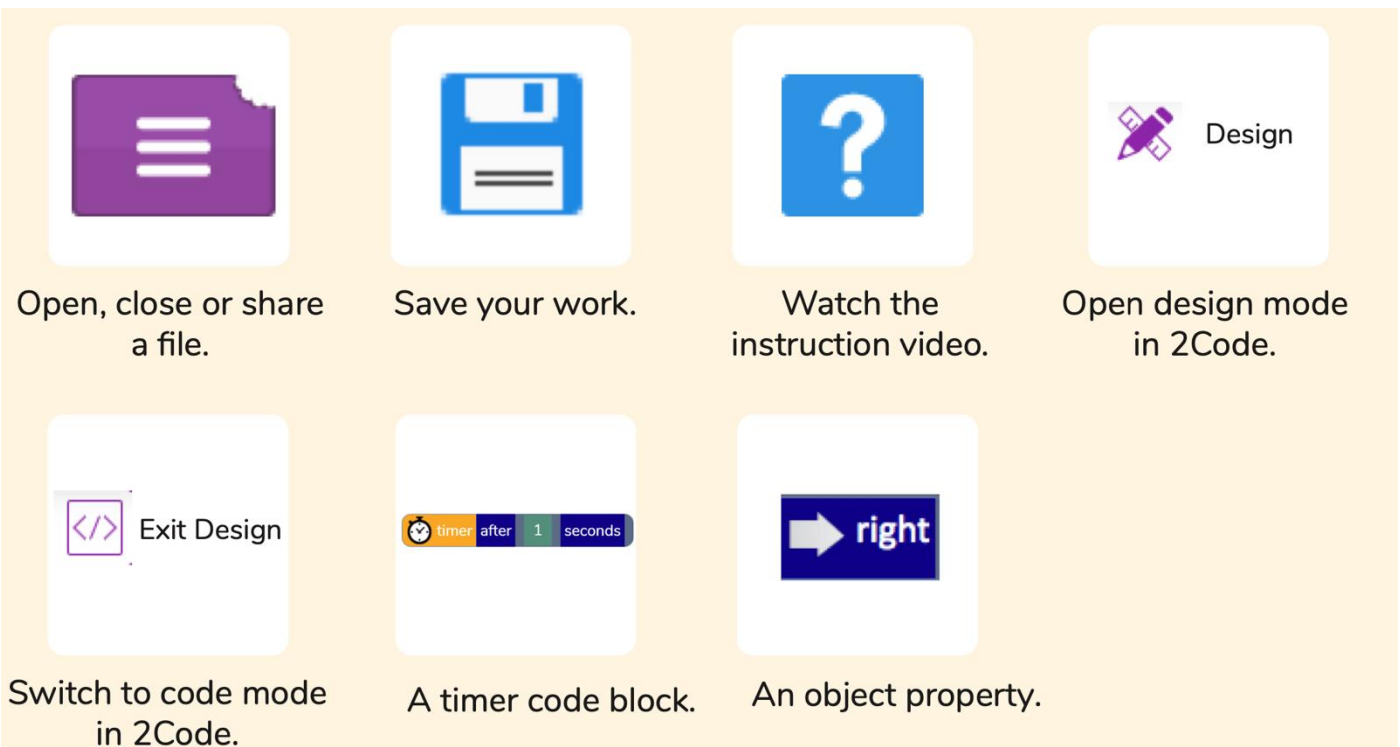 Design
Open, close or share
a file.
Save your work.
Watch the
instruction video.
Open design mode
in 2Code.
</> Exit Design
timer after 1 seconds
right
Switch to code mode
in 2Code.
A timer code block.
An object property.